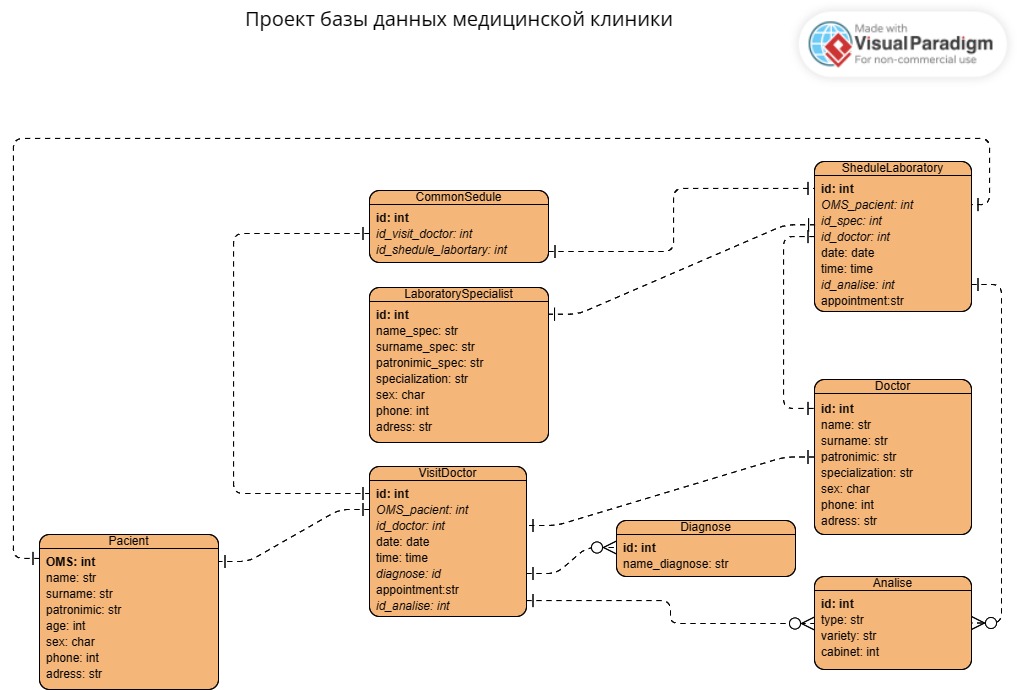 Проект базы данных медицинской клиники
Made with
Visual Paradigm
For non-commercial use
CommonSedule
id: int
id_visit_doctor: int
id_shedule_labortary: int
SheduleLaboratory
id: int
OMS_pacient: int
id_spec: int
id_doctor: int
date: date
time: time
id_analise: int
appointment:str
LaboratorySpecialist
id: int
name_spec: str
surname_spec: str
patronimic_spec: str
specialization: str
sex: char
phone: int
adress: str
Doctor
id: int
name: str
surname: str
patronimic: str
specialization: str
sex: char
phone: int
adress: str
VisitDoctor
id: int
OMS_pacient: int
id_doctor: int
date: date
time: time
diagnose: id
appointment:str
id_analise: int
Diagnose
id: int
name_diagnose: str
Pacient
OMS: int
name: str
surname: str
patronimic: str
age: int
sex: char
phone: int
adress: str
Analise
id: int
type: str
variety: str
cabinet: int